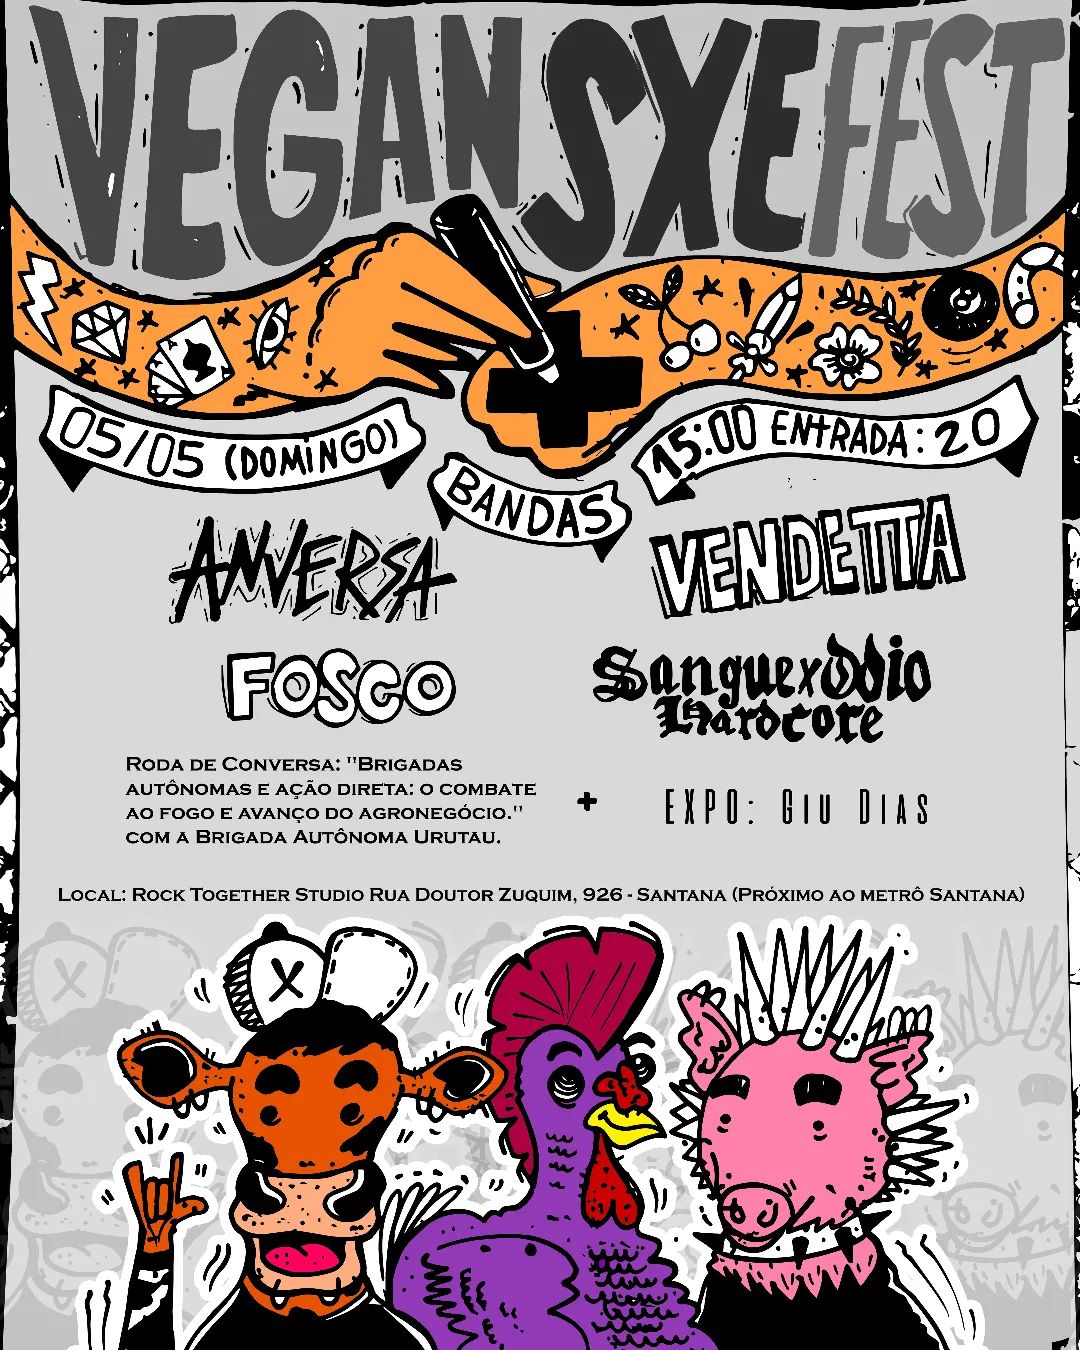 VEGAN SXE FEST
05/05 (DOMINGO)
15:00 ENTRADA: 20
BANDAS
ANVERSA
VENDETTA
FOSCO
SanguexOdio
Hardcore
RODA DE CONVERSA: "BRIGADAS
AUTÔNOMAS E AÇÃO DIRETA: O COMBATE
AO FOGO E AVANÇO DO AGRONEGÓCIO."
COM A BRIGADA AUTÔNOMA URUTAU.
+
EXPO: GIU DIAS
LOCAL: ROCK TOGETHER STUDIO RUA DOUTOR ZUQUIM, 926 - SANTANA (PRÓXIMO AO METRÔ SANTANA)
X